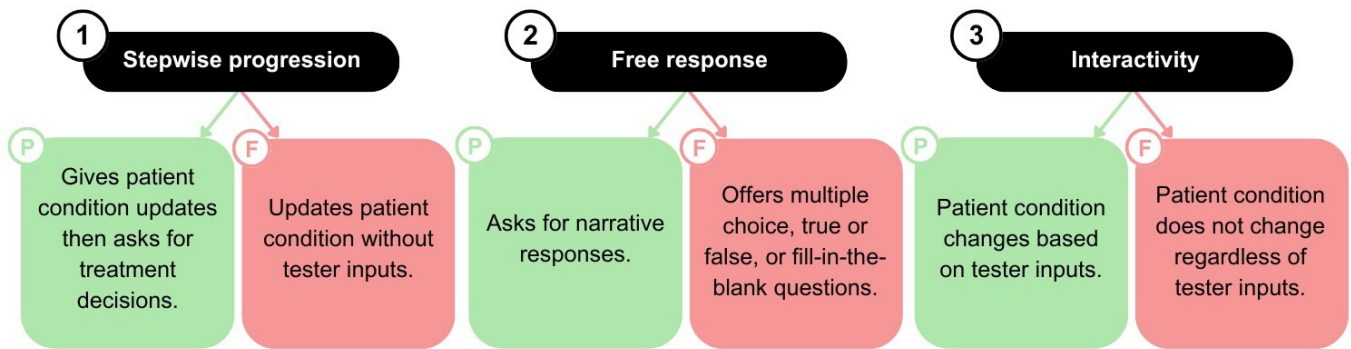 1
Stepwise progression
P
Gives patient
condition updates
then asks for
treatment
decisions.
F
Updates patient
condition without
tester inputs.
2
Free response
P
Asks for narrative
responses.
F
Offers multiple
choice, true or
false, or fill-in-the-
blank questions.
3
Interactivity
P
Patient condition
changes based
on tester inputs.
F
Patient condition
does not change
regardless of
tester inputs.